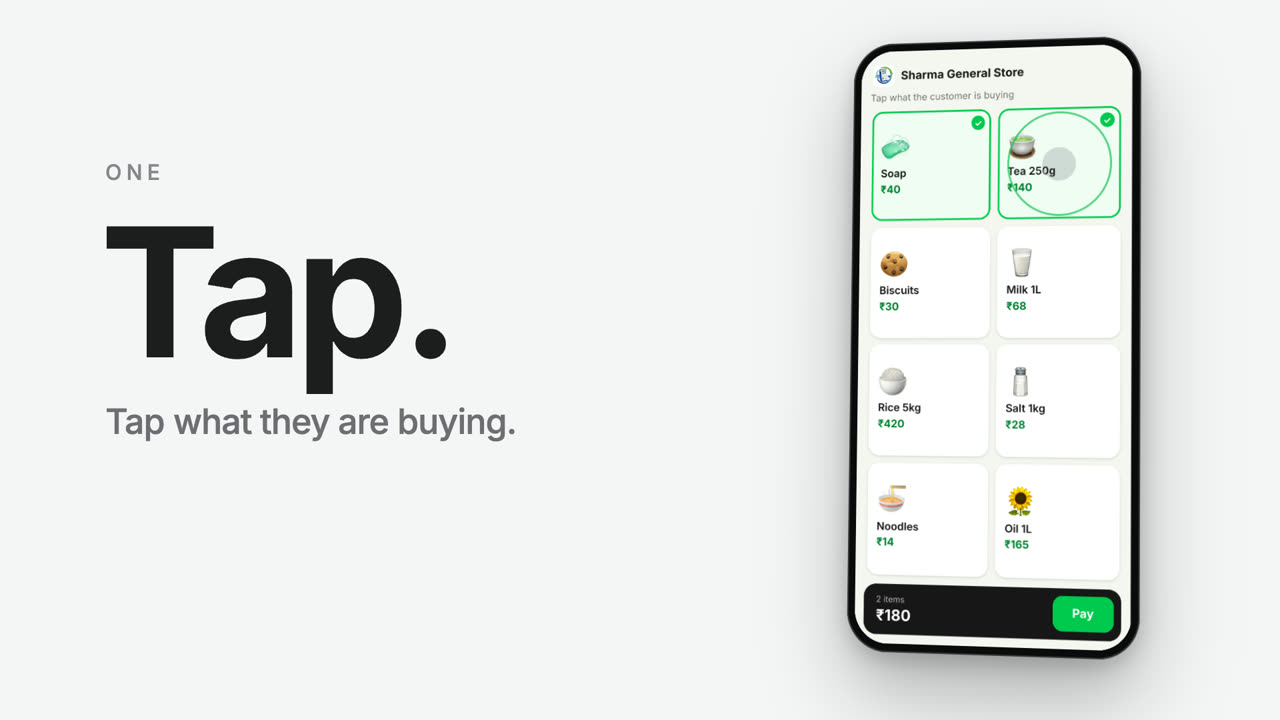 ONE
Tap.
Tap what they are buying.
Sharma General Store
Tap what the customer is buying
Soap
₹40
Tea 250g
₹140
Biscuits
₹30
Milk 1L
₹68
Rice 5kg
₹420
Salt 1kg
₹28
Noodles
₹14
Oil 1L
₹165
2 items
₹180
Pay